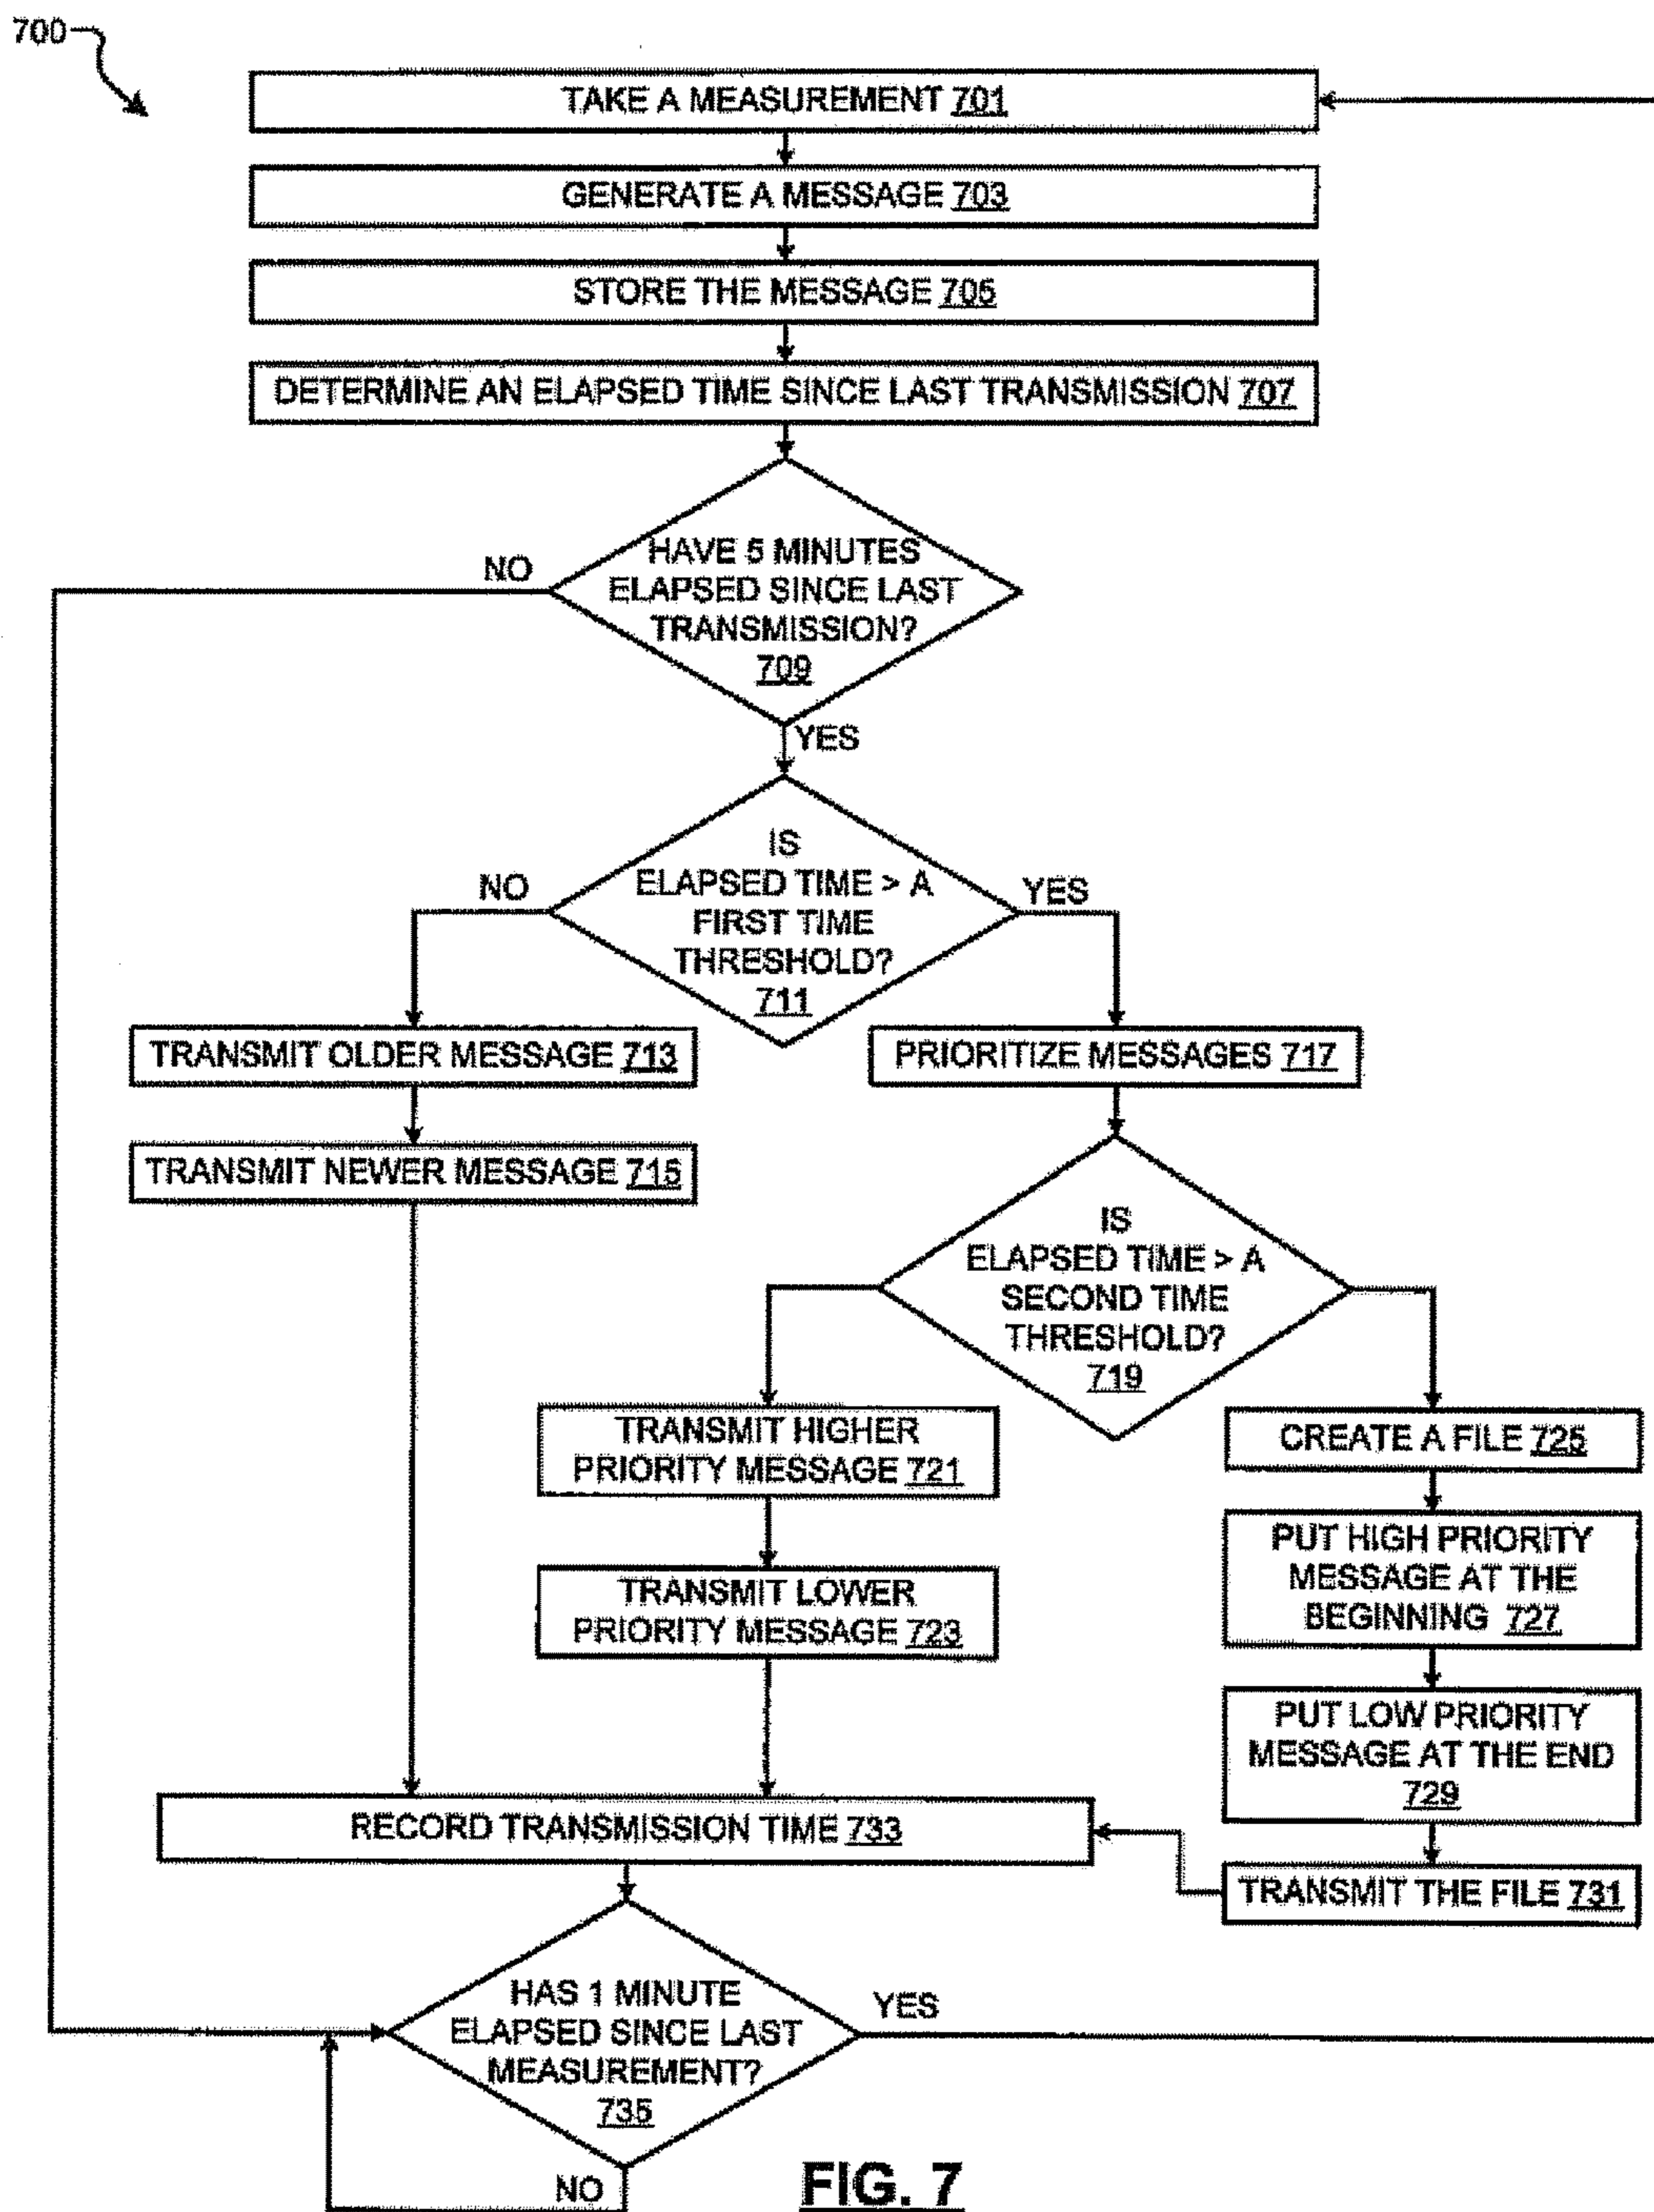 700
TAKE A MEASUREMENT 701
GENERATE A MESSAGE 703
STORE THE MESSAGE 705
DETERMINE AN ELAPSED TIME SINCE LAST TRANSMISSION 707
NO
HAVE 5 MINUTES
ELAPSED SINCE LAST
TRANSMISSION?
709
YES
NO
IS
ELAPSED TIME > A
FIRST TIME
THRESHOLD?
711
YES
TRANSMIT OLDER MESSAGE 713
PRIORITIZE MESSAGES 717
TRANSMIT NEWER MESSAGE 715
IS
ELAPSED TIME > A
SECOND TIME
THRESHOLD?
719
TRANSMIT HIGHER
PRIORITY MESSAGE 721
CREATE A FILE 725
PUT HIGH PRIORITY
MESSAGE AT THE
BEGINNING 727
TRANSMIT LOWER
PRIORITY MESSAGE 723
PUT LOW PRIORITY
MESSAGE AT THE END
729
RECORD TRANSMISSION TIME 733
TRANSMIT THE FILE 731
HAS 1 MINUTE
ELAPSED SINCE LAST
MEASUREMENT?
735
YES
NO
FIG. 7